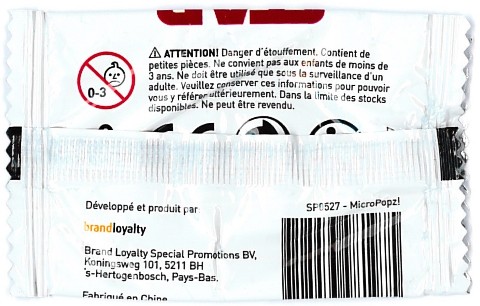 ⚠ ATTENTION! Danger d'étouffement. Contient de
petites pièces. Ne convient pas aux enfants de moins de
3 ans. Ne doit être utilisé que sous la surveillance d'un
adulte. Veuillez conserver ces informations pour pouvoir
vous y référer ultérieurement. Dans la limite des stocks
disponibles. Ne peut être revendu.
0-3
Développé et produit par:
brandloyalty
Brand Loyalty Special Promotions BV,
Koningsweg 101, 5211 BH
's-Hertogenbosch, Pays-Bas.
Fabriqué en Chine
SP0527 - MicroPopz!